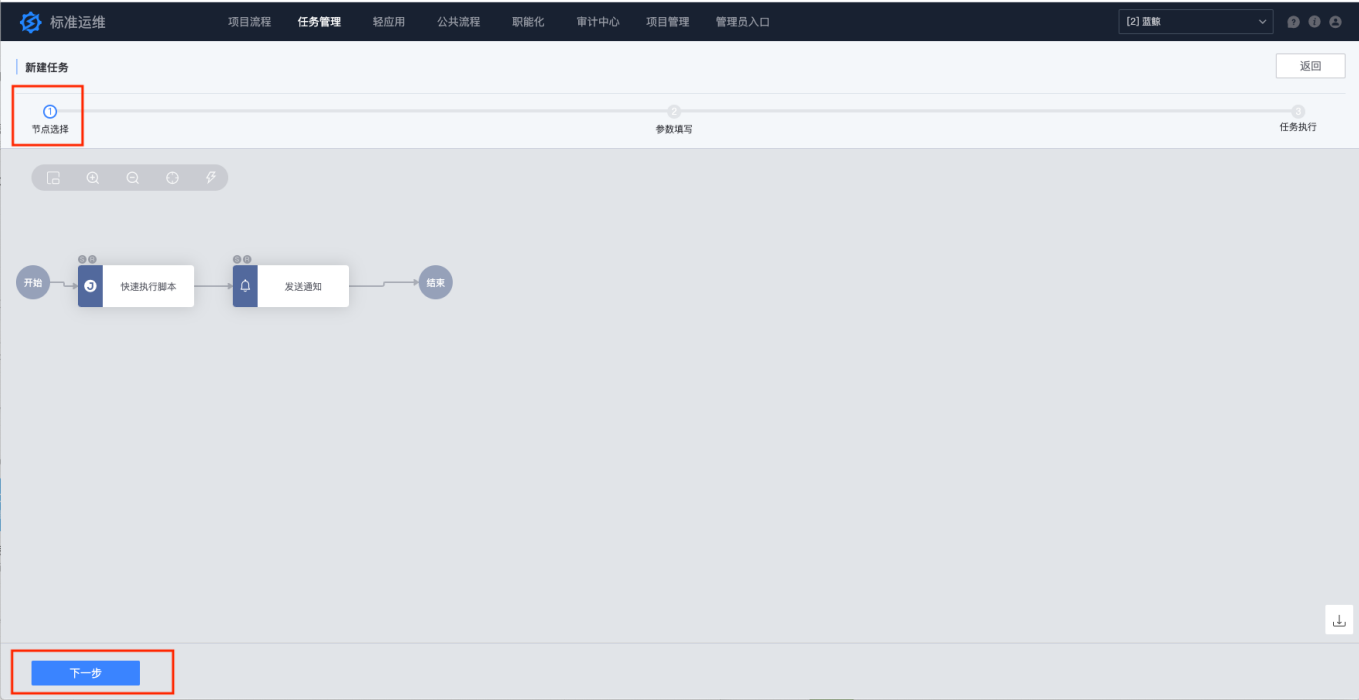 标准运维 项目流程 任务管理 轻应用 公共流程 职能化 审计中心 项目管理 管理员入口 [2] 蓝鲸
新建任务 返回
1 2 3
节点选择 参数填写 任务执行
开始 快速执行脚本 发送通知 结束
下一步